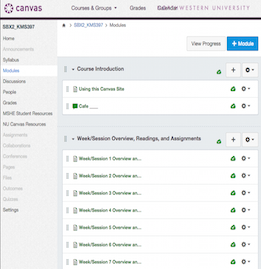 canvas
Courses & Groups
Grades
Calendar
WESTERN UNIVERSITY
SBX2_KMS397
SBX2_KMS397 > Modules
Home
Announcements
Syllabus
Modules
Discussions
People
Grades
MSHE Student Resources
NU Canvas Resources
Assignments
Collaborations
Conferences
Pages
Files
Outcomes
Quizzes
Settings
View Progress
+ Module
Course Introduction
Using this Canvas Site
Cafe ___
Week/Session Overview, Readings, and Assignments
Week/Session 1 Overview an...
Week/Session 2 Overview an...
Week/Session 3 Overview an...
Week/Session 4 Overview an...
Week/Session 5 Overview an...
Week/Session 6 Overview an...
Week/Session 7 Overview an...